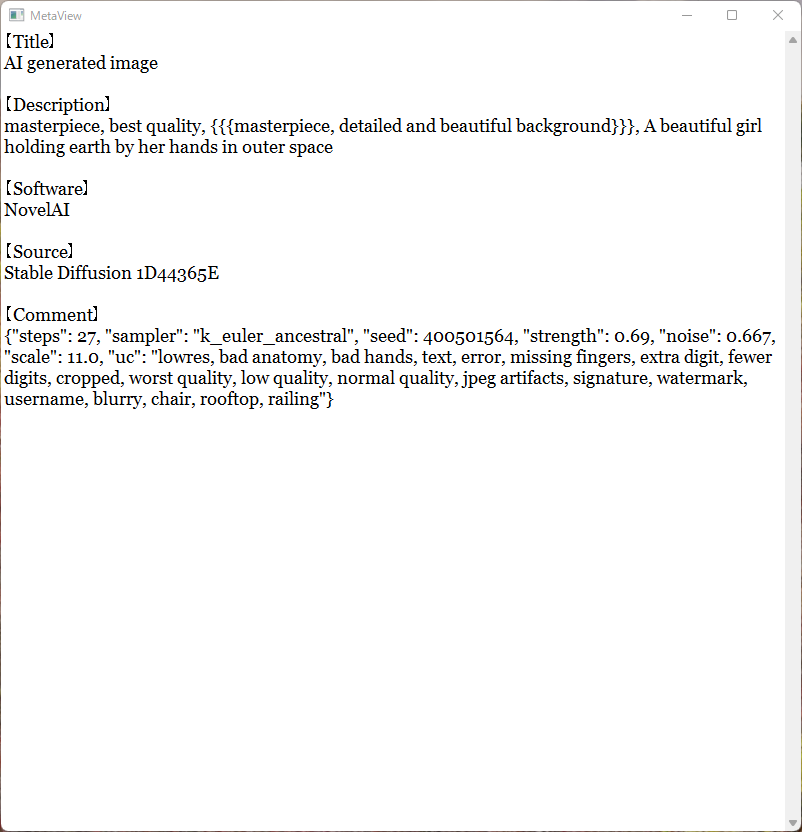 MetaView
【Title】
AI generated image
【Description】
masterpiece, best quality, {{{masterpiece, detailed and beautiful background}}}, A beautiful girl
holding earth by her hands in outer space
【Software】
NovelAI
【Source】
Stable Diffusion 1D44365E
【Comment】
{"steps": 27, "sampler": "k_euler_ancestral", "seed": 400501564, "strength": 0.69, "noise": 0.667,
"scale": 11.0, "uc": "lowres, bad anatomy, bad hands, text, error, missing fingers, extra digit, fewer
digits, cropped, worst quality, low quality, normal quality, jpeg artifacts, signature, watermark,
username, blurry, chair, rooftop, railing"}